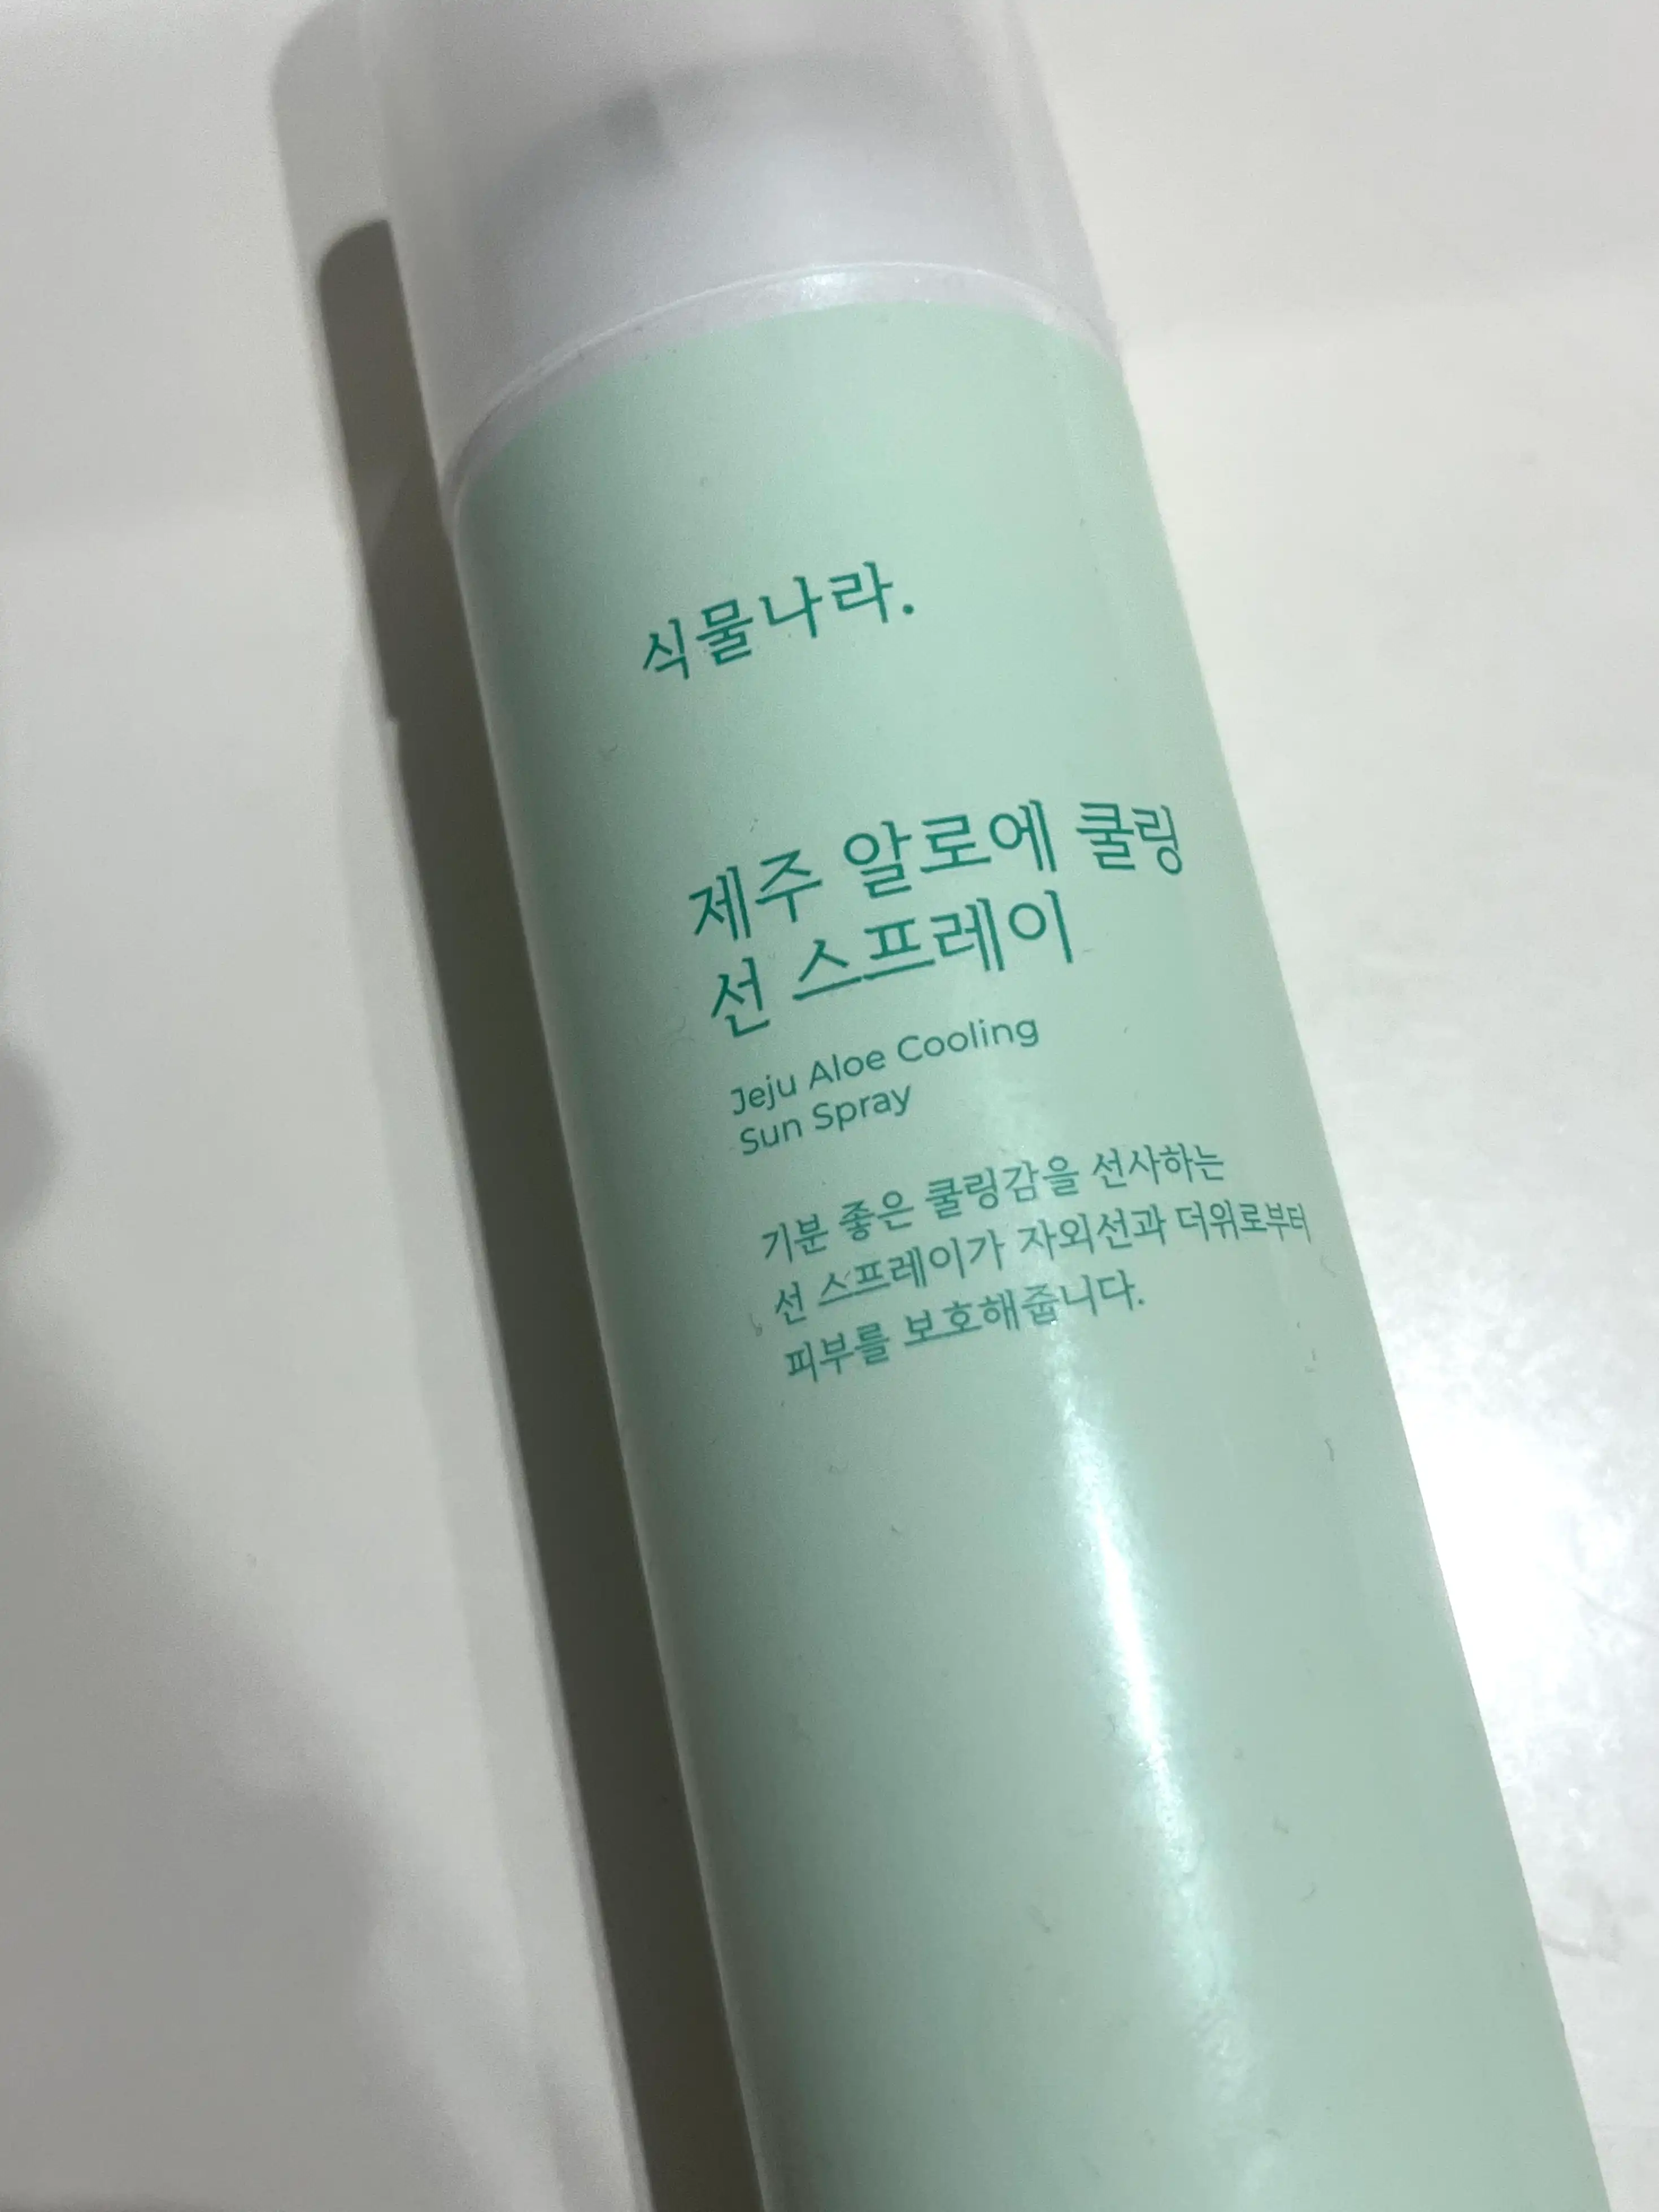 식물나라.
제주 알로에 쿨링
선 스프레이
Jeju Aloe Cooling
Sun Spray
기분 좋은 쿨링감을 선사하는
선 스프레이가 자외선과 더위로부터
피부를 보호해줍니다.